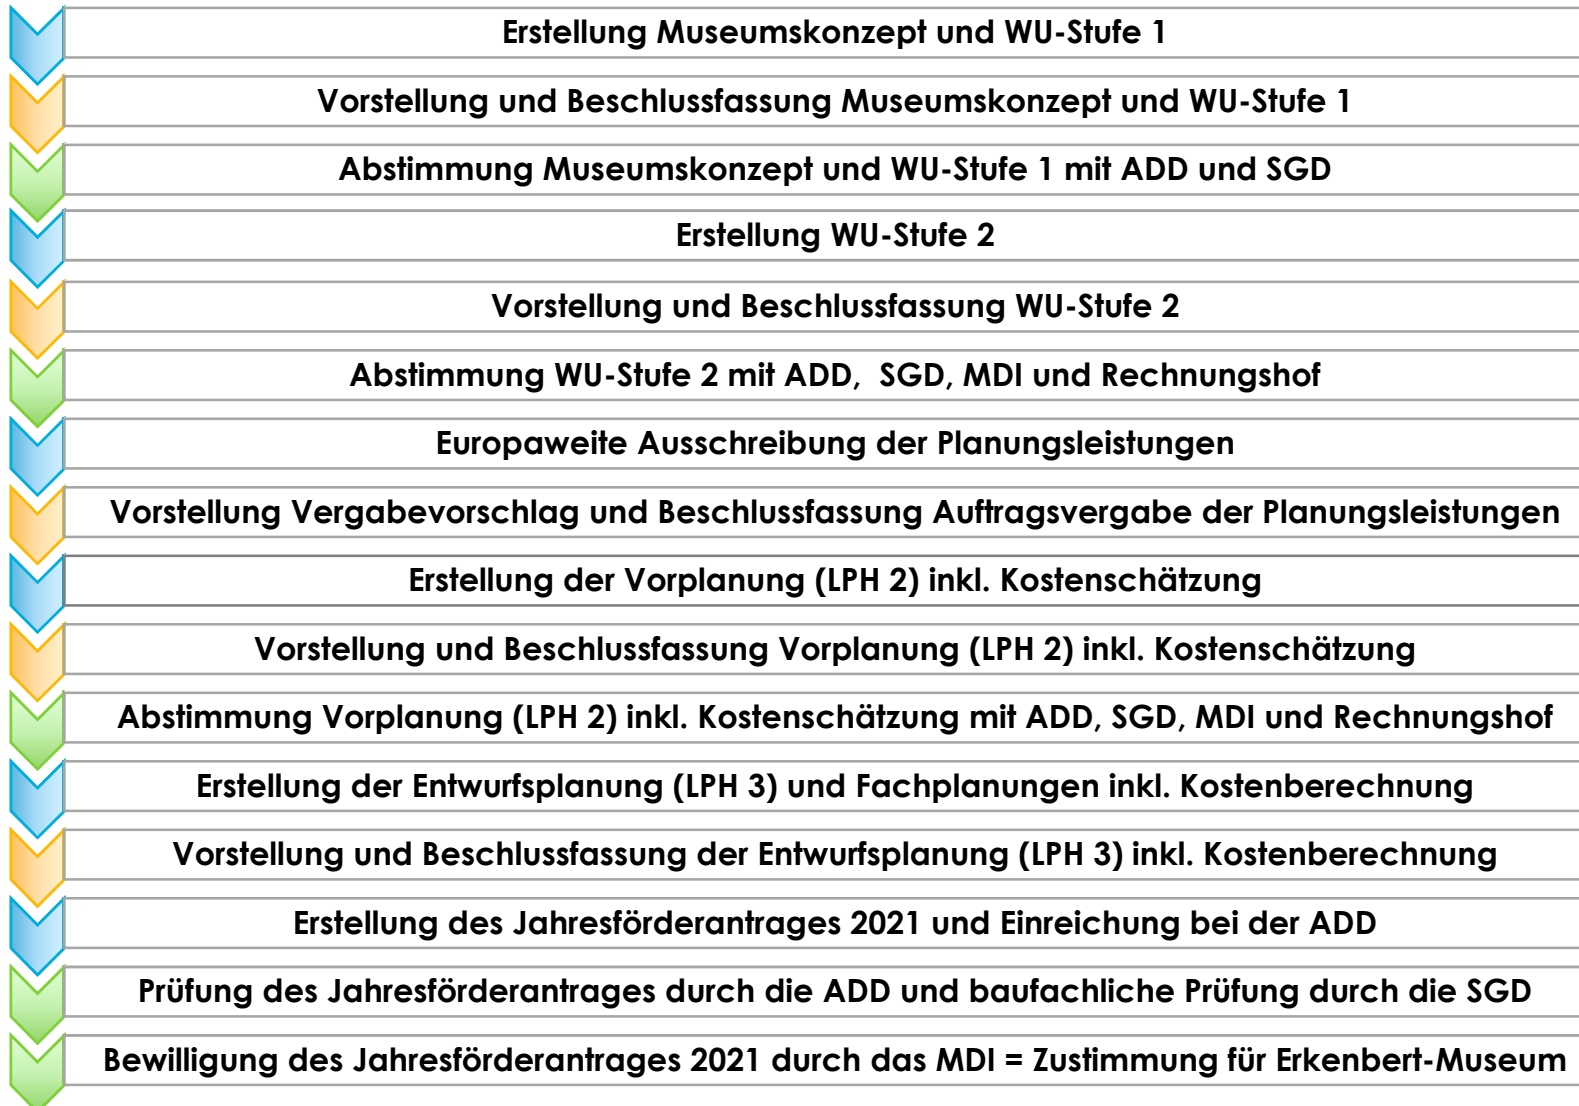 Erstellung Museumskonzept und WU-Stufe 1
Vorstellung und Beschlussfassung Museumskonzept und WU-Stufe 1
Abstimmung Museumskonzept und WU-Stufe 1 mit ADD und SGD
Erstellung WU-Stufe 2
Vorstellung und Beschlussfassung WU-Stufe 2
Abstimmung WU-Stufe 2 mit ADD, SGD, MDI und Rechnungshof
Europaweite Ausschreibung der Planungsleistungen
Vorstellung Vergabevorschlag und Beschlussfassung Auftragsvergabe der Planungsleistungen
Erstellung der Vorplanung (LPH 2) inkl. Kostenschätzung
Vorstellung und Beschlussfassung Vorplanung (LPH 2) inkl. Kostenschätzung
Abstimmung Vorplanung (LPH 2) inkl. Kostenschätzung mit ADD, SGD, MDI und Rechnungshof
Erstellung der Entwurfsplanung (LPH 3) und Fachplanungen inkl. Kostenberechnung
Vorstellung und Beschlussfassung der Entwurfsplanung (LPH 3) inkl. Kostenberechnung
Erstellung des Jahresförderantrages 2021 und Einreichung bei der ADD
Prüfung des Jahresförderantrages durch die ADD und baufachliche Prüfung durch die SGD
Bewilligung des Jahresförderantrages 2021 durch das MDI = Zustimmung für Erkenbert-Museum